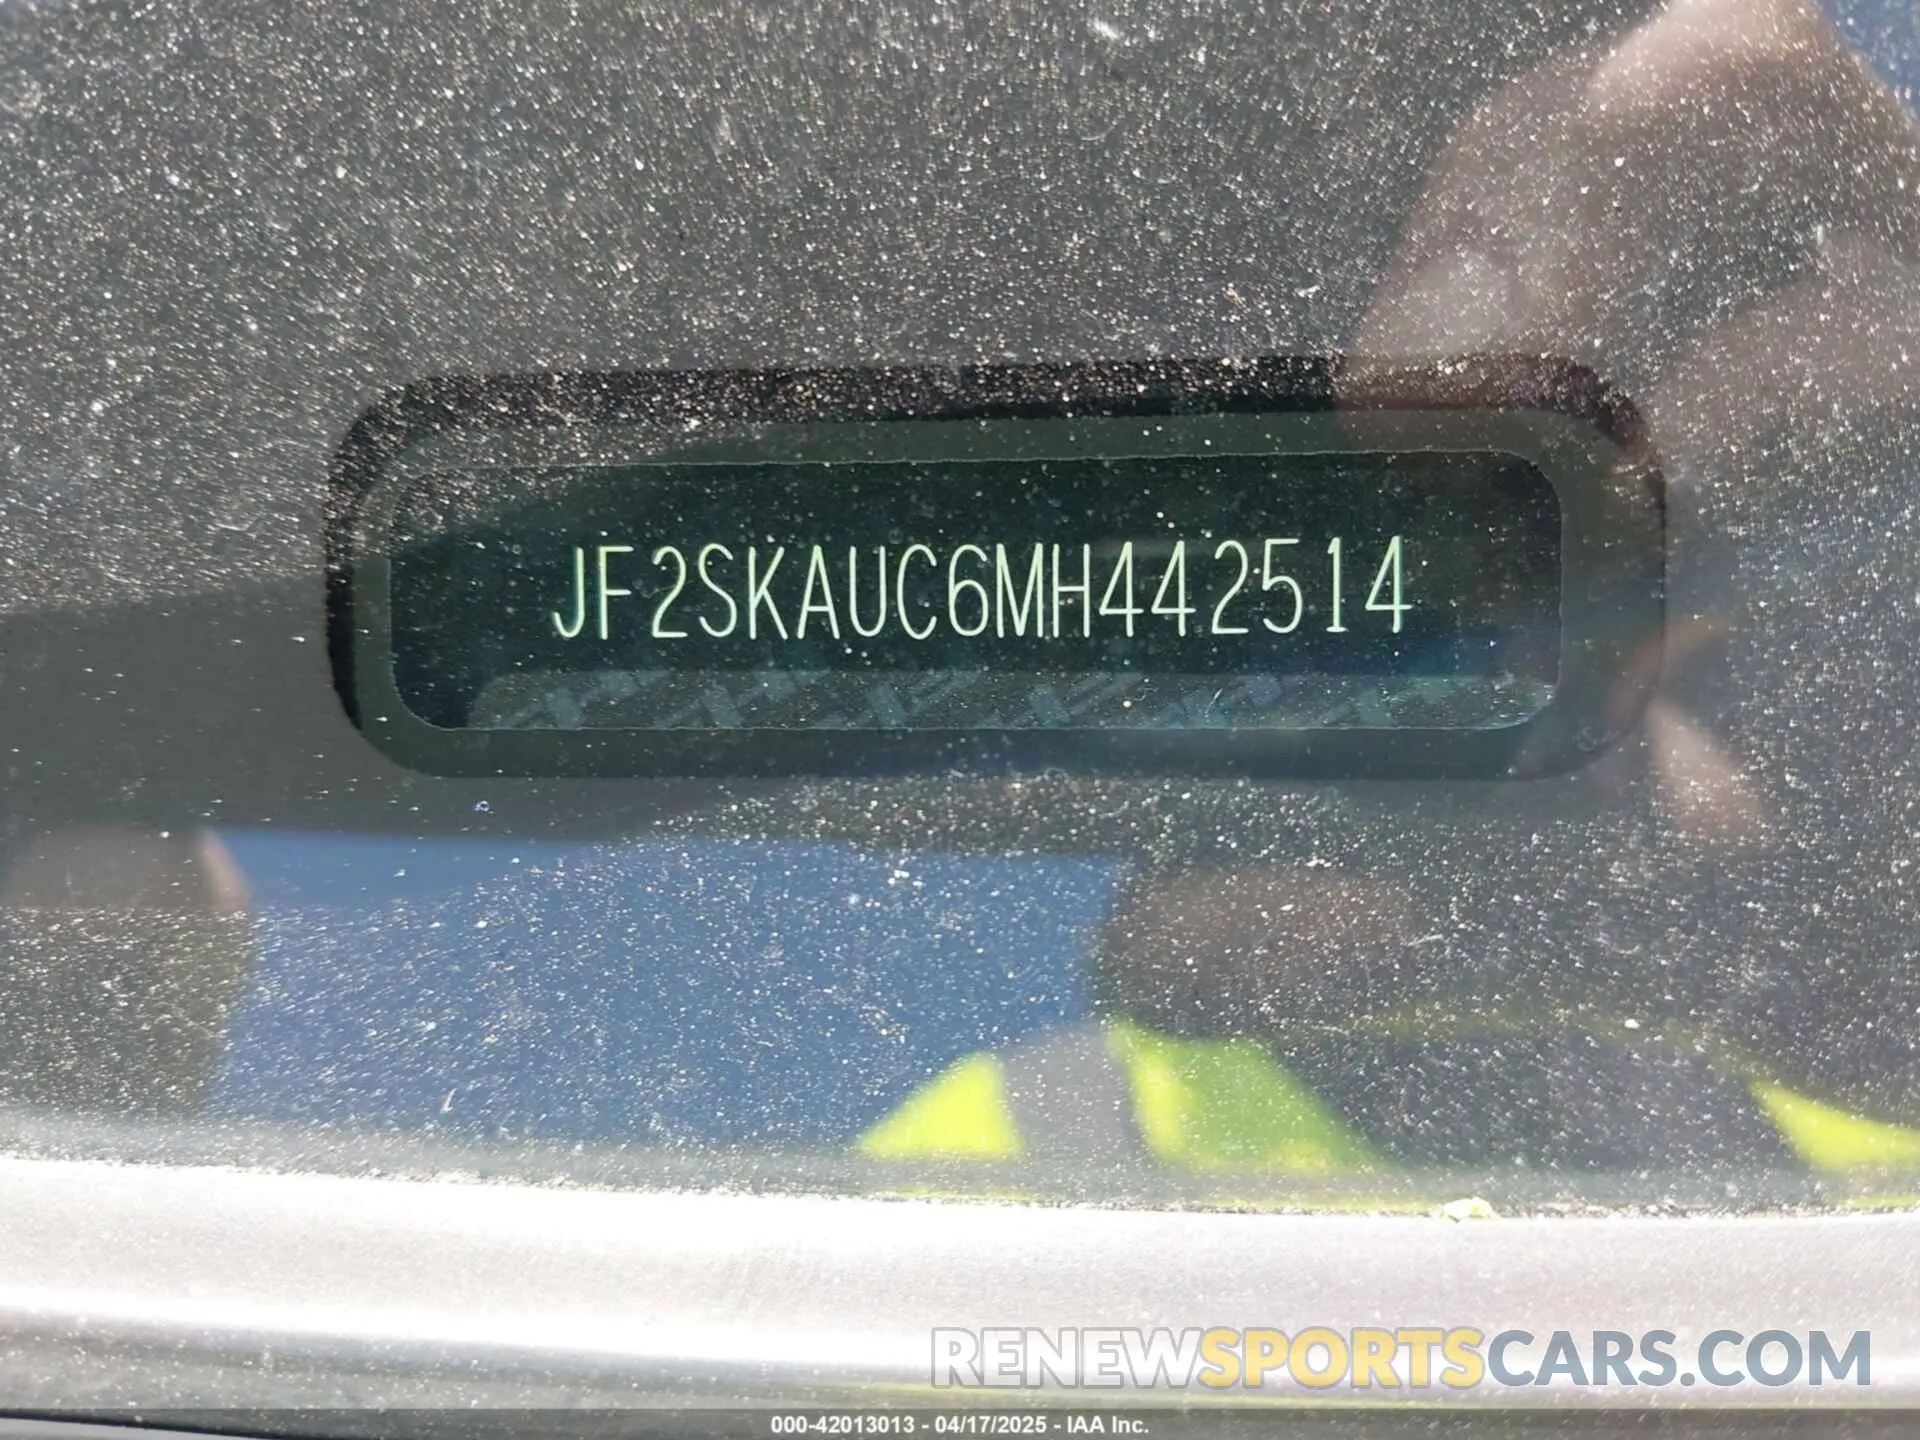 JF2SKAUC6MH442514
RENEWSPORTSCARS.COM
000-42013013 - 04/17/2025 - IAA Inc.